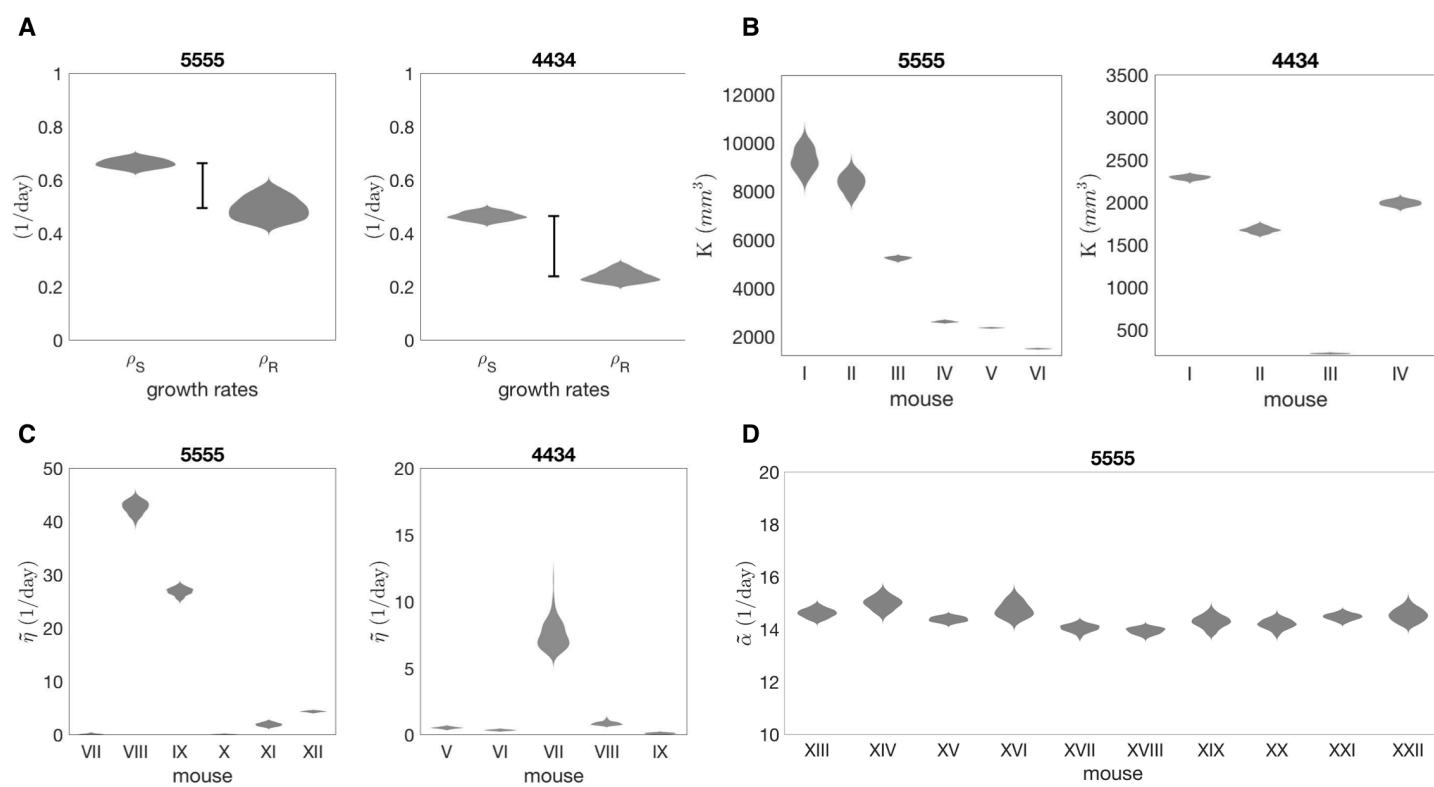 A
5555
1
0.8
0.6
0.4
0.2
0
(1/day)
ρS
ρR
growth rates
4434
1
0.8
0.6
0.4
0.2
0
(1/day)
ρS
ρR
growth rates
B
5555
12000
10000
8000
6000
4000
2000
K (mm³)
I II III IV V VI
mouse
4434
3500
3000
2500
2000
1500
1000
500
K (mm³)
I II III IV
mouse
C
5555
50
40
30
20
10
0
η̃ (1/day)
VII VIII IX X XI XII
mouse
4434
20
15
10
5
0
η̃ (1/day)
V VI VII VIII IX
mouse
D
5555
20
18
16
14
12
10
α̃ (1/day)
XIII XIV XV XVI XVII XVIII XIX XX XXI XXII
mouse